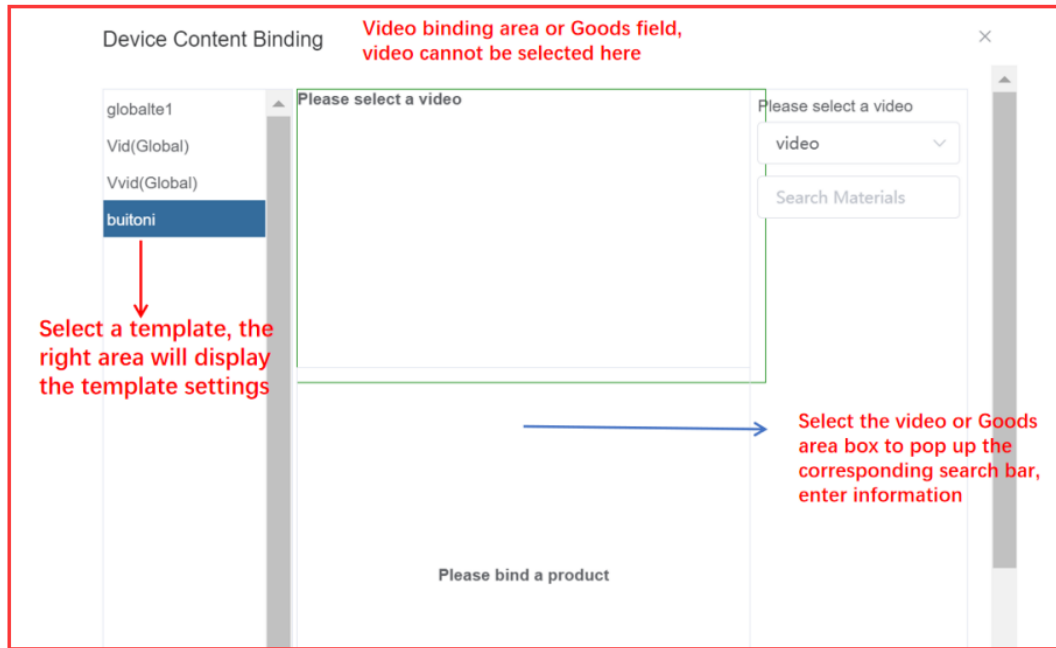 Device Content Binding
Video binding area or Goods field,
video cannot be selected here
globalte1
Vid(Global)
Vvid(Global)
buitoni
Select a template, the
right area will display
the template settings
Please select a video
Please select a video
video
Search Materials
Select the video or Goods
area box to pop up the
corresponding search bar,
enter information
Please bind a product